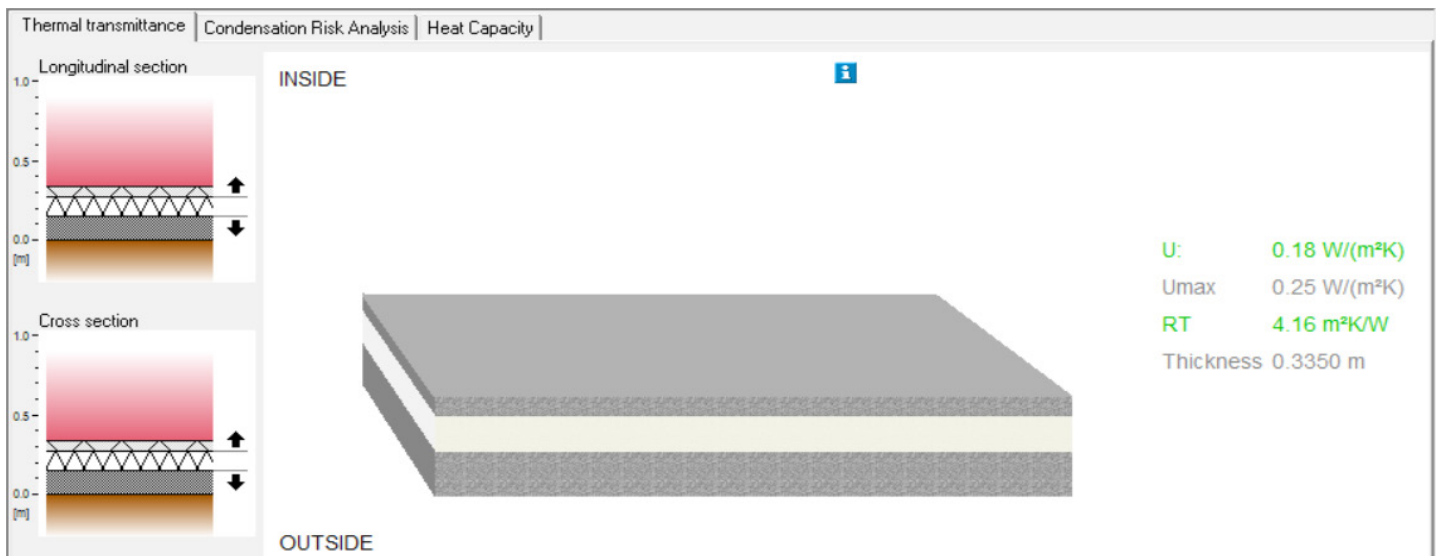 Thermal transmittance Condensation Risk Analysis Heat Capacity
Longitudinal section
1.0
0.5
0.0
[m]
Cross section
1.0
0.5
0.0
[m]
INSIDE
i
U: 0.18 W/(m²K)
Umax 0.25 W/(m²K)
RT 4.16 m²K/W
Thickness 0.3350 m
OUTSIDE